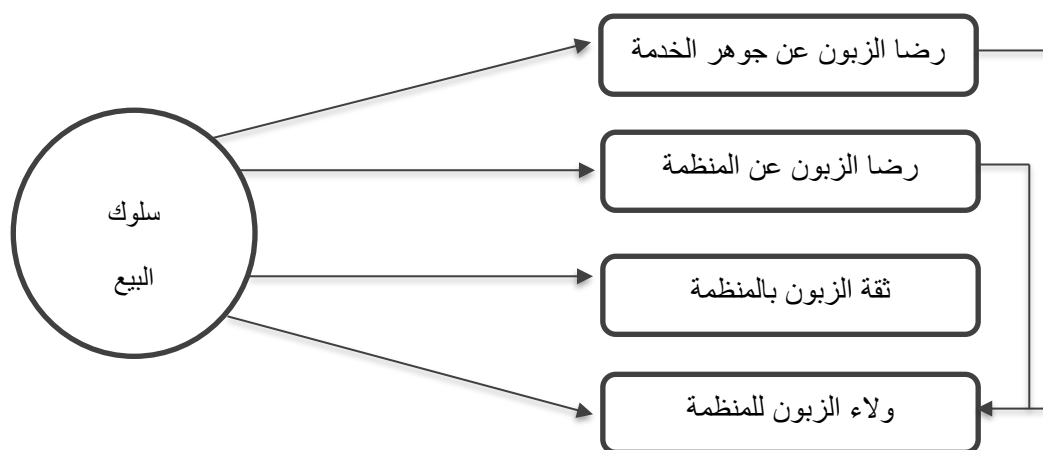 رضا الزبون عن جوهر الخدمة
رضا الزبون عن المنظمة
سلوك
البيع
ثقة الزبون بالمنظمة
ولاء الزبون للمنظمة